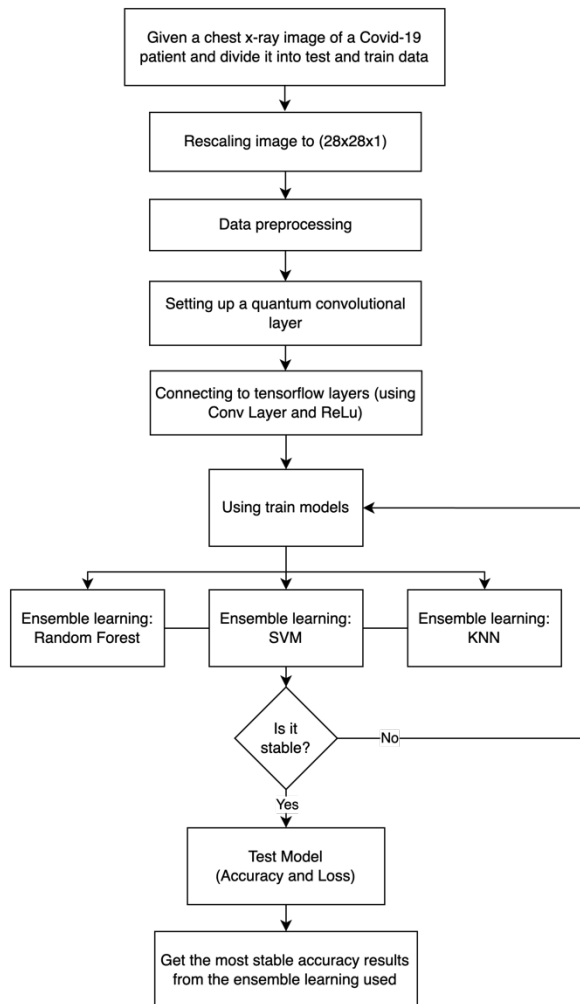 Given a chest x-ray image of a Covid-19
patient and divide it into test and train data
Rescaling image to (28x28x1)
Data preprocessing
Setting up a quantum convolutional
layer
Connecting to tensorflow layers (using
Conv Layer and ReLu)
Using train models
Ensemble learning:
Random Forest
Ensemble learning:
SVM
Ensemble learning:
KNN
Is it
stable?
No
Yes
Test Model
(Accuracy and Loss)
Get the most stable accuracy results
from the ensemble learning used